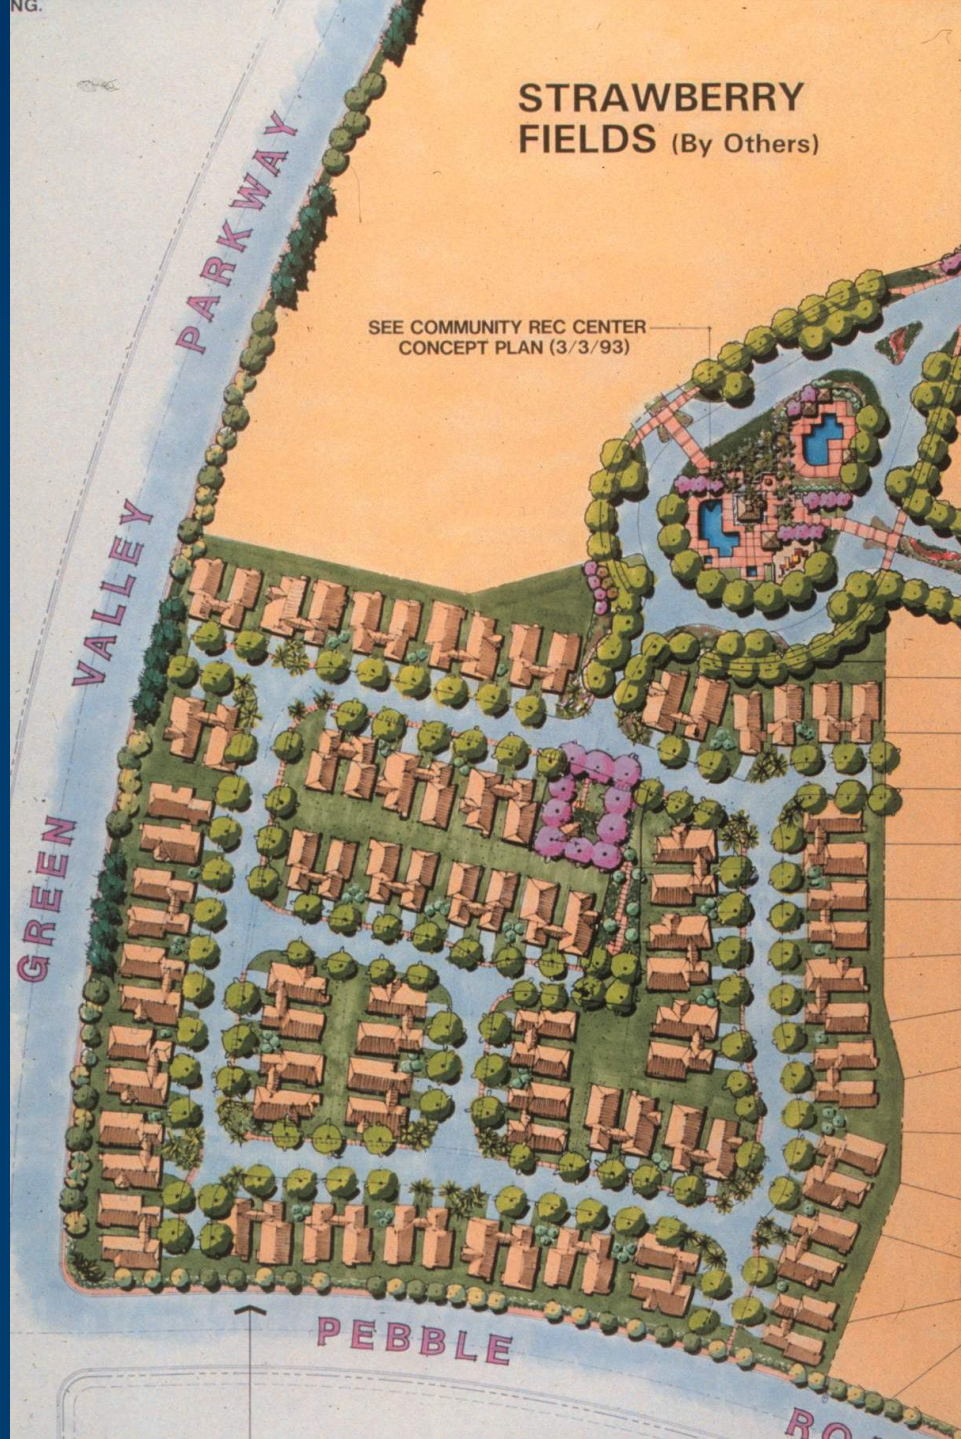 NG.
STRAWBERRY
FIELDS (By Others)
SEE COMMUNITY REC CENTER
CONCEPT PLAN (3/3/93)
GREEN VALLEY PARKWAY
PEBBLE